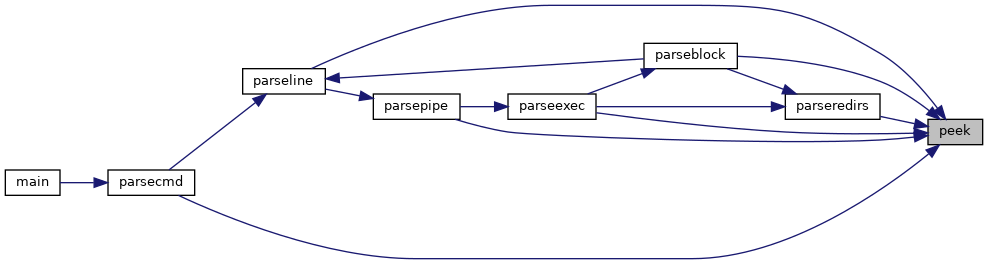 parseblock
parseline
parsepipe
parseexec
parseredirs
peek
main
parsecmd